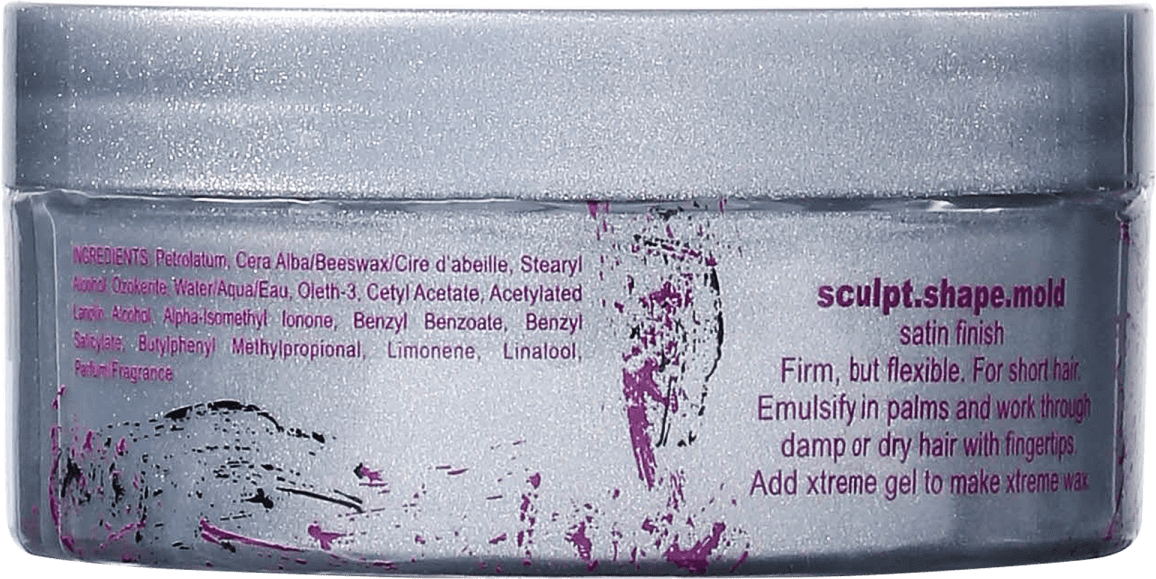 INGREDIENTS: Petrolatum, Cera Alba/Beeswax/Cire d'abeille, Stearyl
Alcohol, Ozokerite, Water/Aqua/Eau, Oleth-3, Cetyl Acetate, Acetylated
Lanolin Alcohol, Alpha-Isomethyl Ionone, Benzyl Benzoate, Benzyl
Salicylate, Butylphenyl Methylpropional, Limonene, Linalool,
Parfum/Fragrance
sculpt.shape.mold
satin finish
Firm, but flexible. For short hair.
Emulsify in palms and work through
damp or dry hair with fingertips.
Add xtreme gel to make xtreme wax.